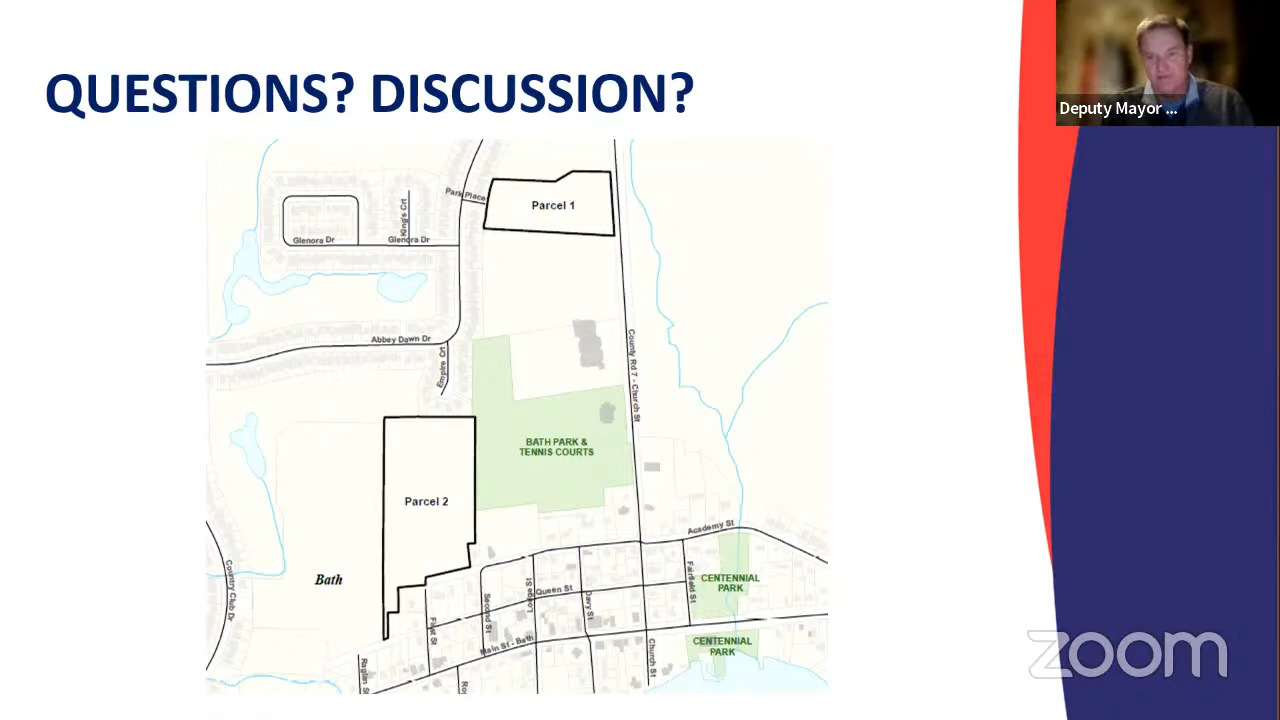 QUESTIONS? DISCUSSION?
Deputy Mayor ...
Park Place
Parcel 1
King's Crt
Glenora Dr
Glenora Dr
Abbey Dawn Dr
Empire Crt
County Rd 7 - Church St
BATH PARK &
TENNIS COURTS
Parcel 2
Academy St
Country Club Dr
Bath
Fairfield St
CENTENNIAL
PARK
Queen St
Lodge St
Davy St
Second St
First St
Main St - Bath
Church St
CENTENNIAL
PARK
Raglan St
zoom